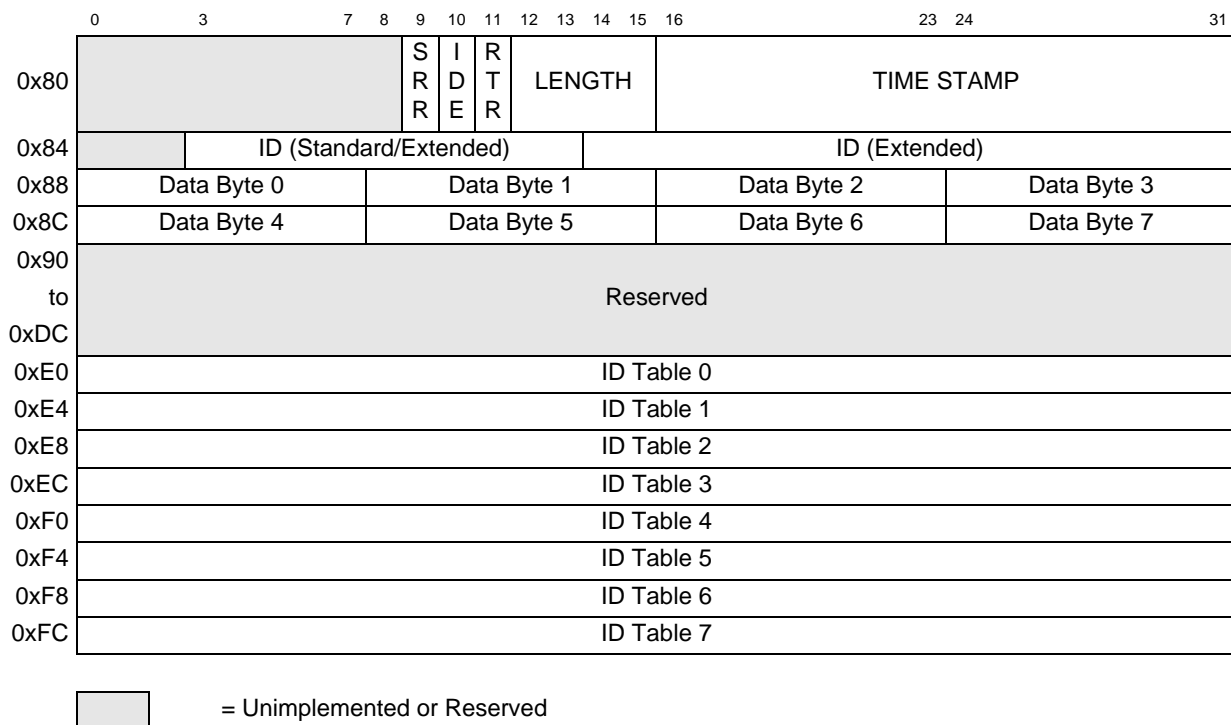 0 3 7 8 9 10 11 12 13 14 15 16 23 24 31
0x80 SRR IDE RTR LENGTH TIME STAMP
0x84 ID (Standard/Extended) ID (Extended)
0x88 Data Byte 0 Data Byte 1 Data Byte 2 Data Byte 3
0x8C Data Byte 4 Data Byte 5 Data Byte 6 Data Byte 7
0x90
to Reserved
0xDC
0xE0 ID Table 0
0xE4 ID Table 1
0xE8 ID Table 2
0xEC ID Table 3
0xF0 ID Table 4
0xF4 ID Table 5
0xF8 ID Table 6
0xFC ID Table 7
= Unimplemented or Reserved